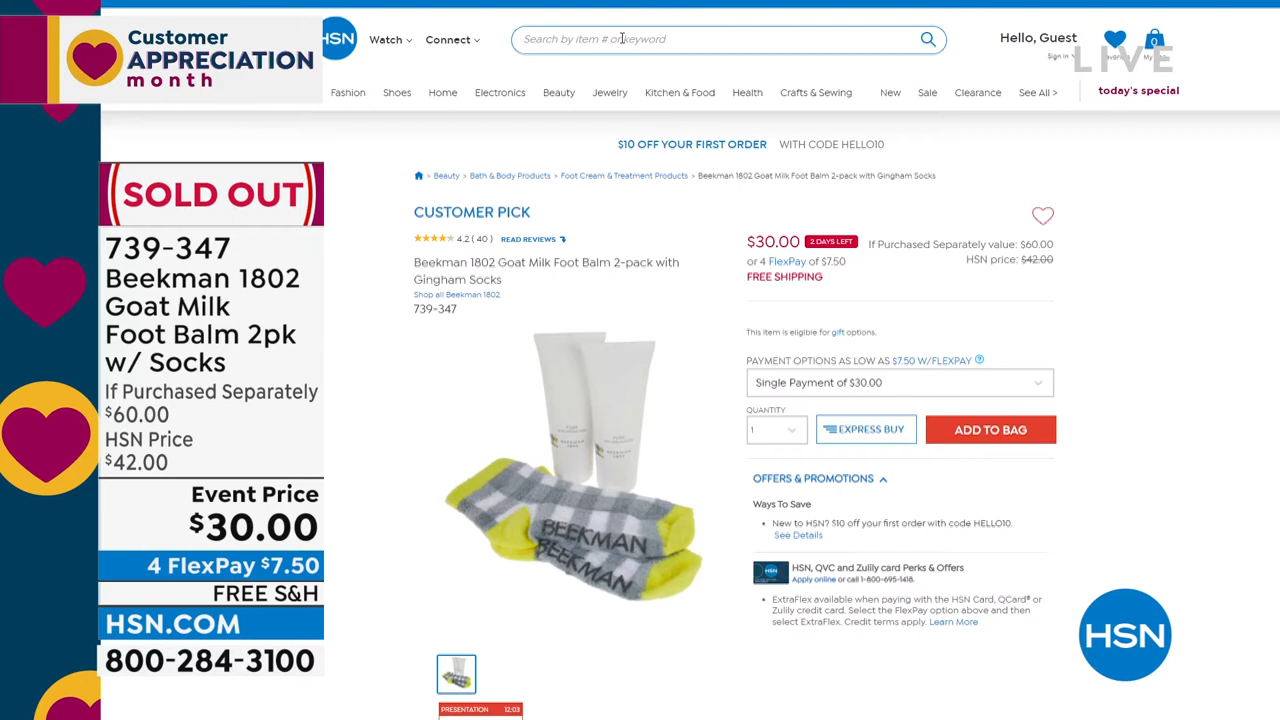 Customer
APPRECIATION
month
HSN
Watch
Connect
Search by item # or keyword
Hello, Guest
Sign In
0
LIVE
Fashion
Shoes
Home
Electronics
Beauty
Jewelry
Kitchen & Food
Health
Crafts & Sewing
New
Sale
Clearance
See All >
today's special
$10 OFF YOUR FIRST ORDER WITH CODE HELLO10
SOLD OUT
739-347
Beekman 1802
Goat Milk
Foot Balm 2pk
w/ Socks
If Purchased Separately
$60.00
HSN Price
$42.00
Event Price
$30.00
4 FlexPay $7.50
FREE S&H
HSN.COM
800-284-3100
> Beauty > Bath & Body Products > Foot Cream & Treatment Products > Beekman 1802 Goat Milk Foot Balm 2-pack with Gingham Socks
CUSTOMER PICK
4.2 ( 40 ) READ REVIEWS
Beekman 1802 Goat Milk Foot Balm 2-pack with
Gingham Socks
Shop all Beekman 1802
739-347
BEEKMAN
BEEKMAN
PRESENTATION 12:03
$30.00 2 DAYS LEFT If Purchased Separately value: $60.00
HSN price: $42.00
or 4 FlexPay of $7.50
FREE SHIPPING
This item is eligible for gift options.
PAYMENT OPTIONS AS LOW AS $7.50 W/FLEXPAY
Single Payment of $30.00
QUANTITY
1
EXPRESS BUY
ADD TO BAG
OFFERS & PROMOTIONS
Ways To Save
• New to HSN? $10 off your first order with code HELLO10.
See Details
HSN, QVC and Zulily card Perks & Offers
Apply online or call 1-800-695-1418.
• ExtraFlex available when paying with the HSN Card, QCard® or
Zulily credit card. Select the FlexPay option above and then
select ExtraFlex. Credit terms apply. Learn More
HSN